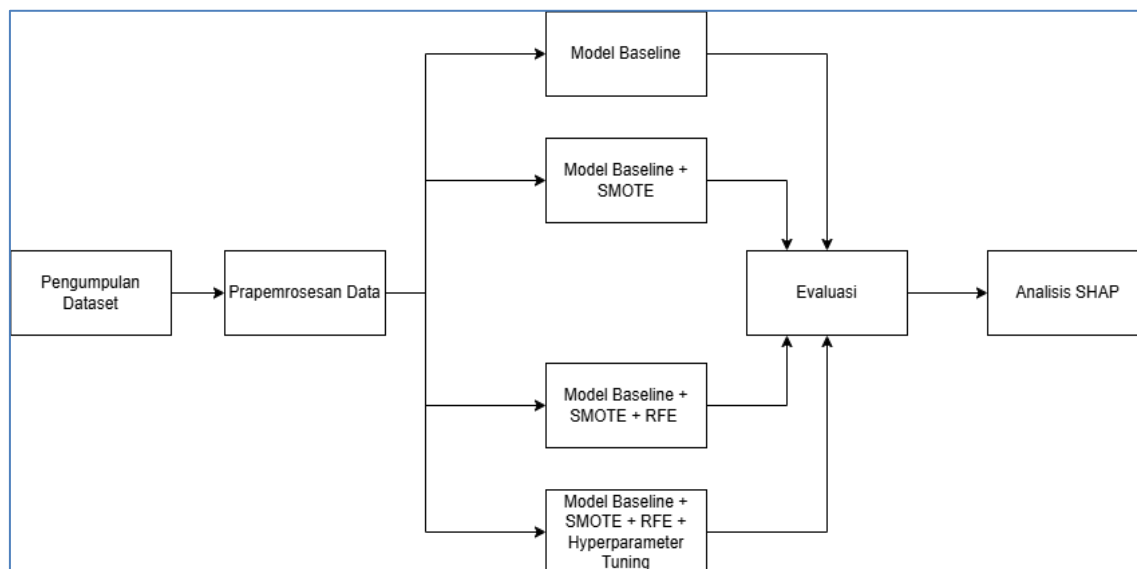 Model Baseline
Model Baseline +
SMOTE
Pengumpulan
Dataset
Prapemrosesan Data
Evaluasi
Analisis SHAP
Model Baseline +
SMOTE + RFE
Model Baseline +
SMOTE + RFE +
Hyperparameter
Tuning